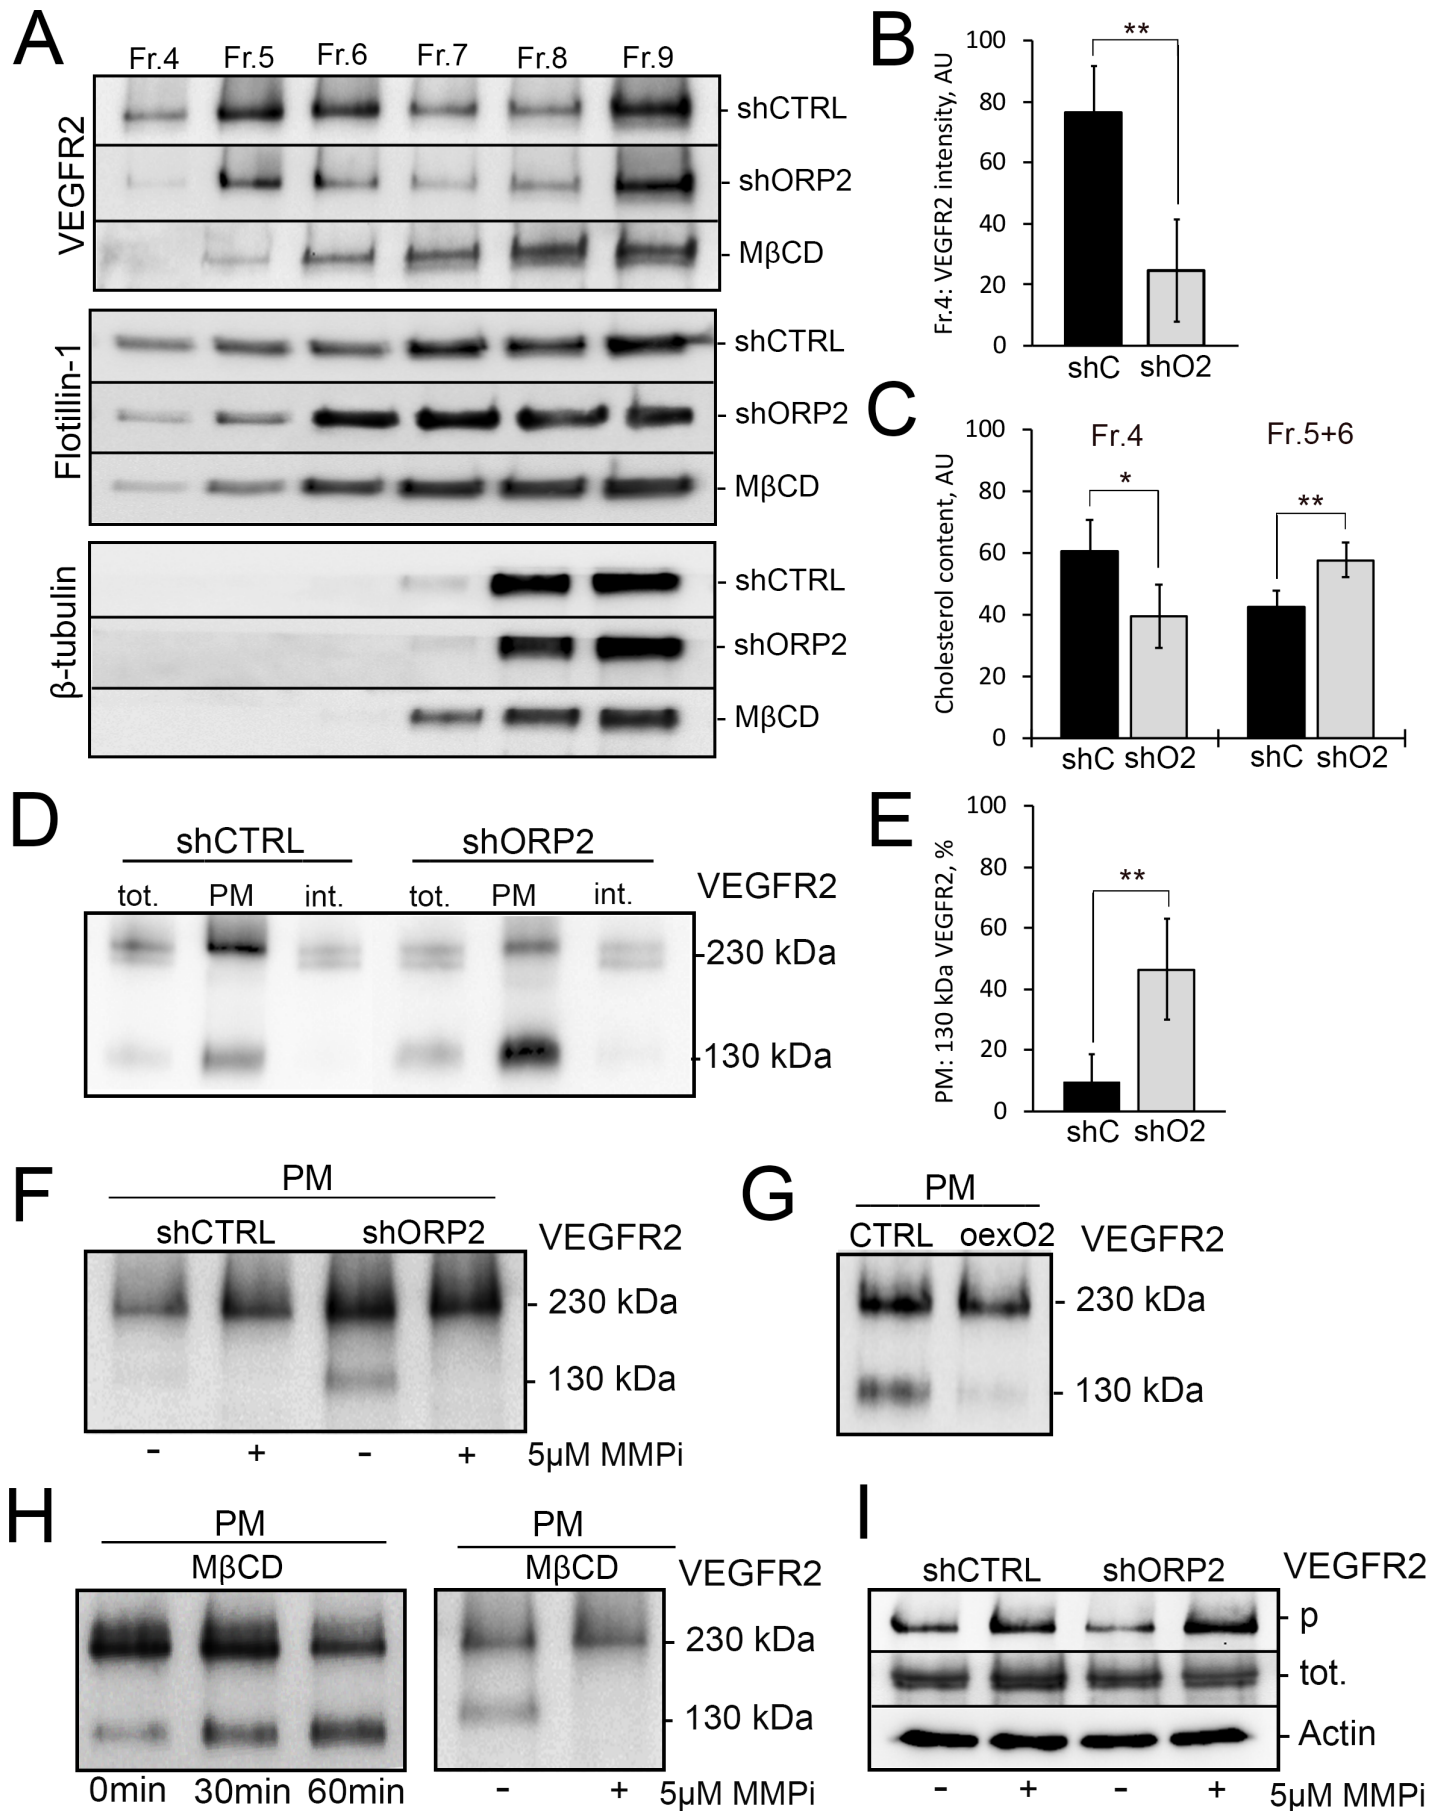 A
Fr.4 Fr.5 Fr.6 Fr.7 Fr.8 Fr.9
VEGFR2
shCTRL
shORP2
MβCD
Flotillin-1
shCTRL
shORP2
MβCD
β-tubulin
shCTRL
shORP2
MβCD
B
Fr.4: VEGFR2 intensity, AU
100
80
60
40
20
0
**
shC shO2
C
Cholesterol content, AU
100
80
60
40
20
0
Fr.4 Fr.5+6
* **
shC shO2 shC shO2
D
shCTRL shORP2
tot. PM int. tot. PM int. VEGFR2
-230 kDa
-130 kDa
E
PM: 130 kDa VEGFR2, %
100
80
60
40
20
0
**
shC shO2
F
PM
shCTRL shORP2 VEGFR2
- 230 kDa
- 130 kDa
- + - + 5μM MMPi
G
PM
CTRL oexO2 VEGFR2
- 230 kDa
- 130 kDa
H
PM PM
MβCD MβCD VEGFR2
- 230 kDa
- 130 kDa
0min 30min 60min - + 5μM MMPi
I
shCTRL shORP2 VEGFR2
- p
- tot.
- Actin
- + - + 5μM MMPi